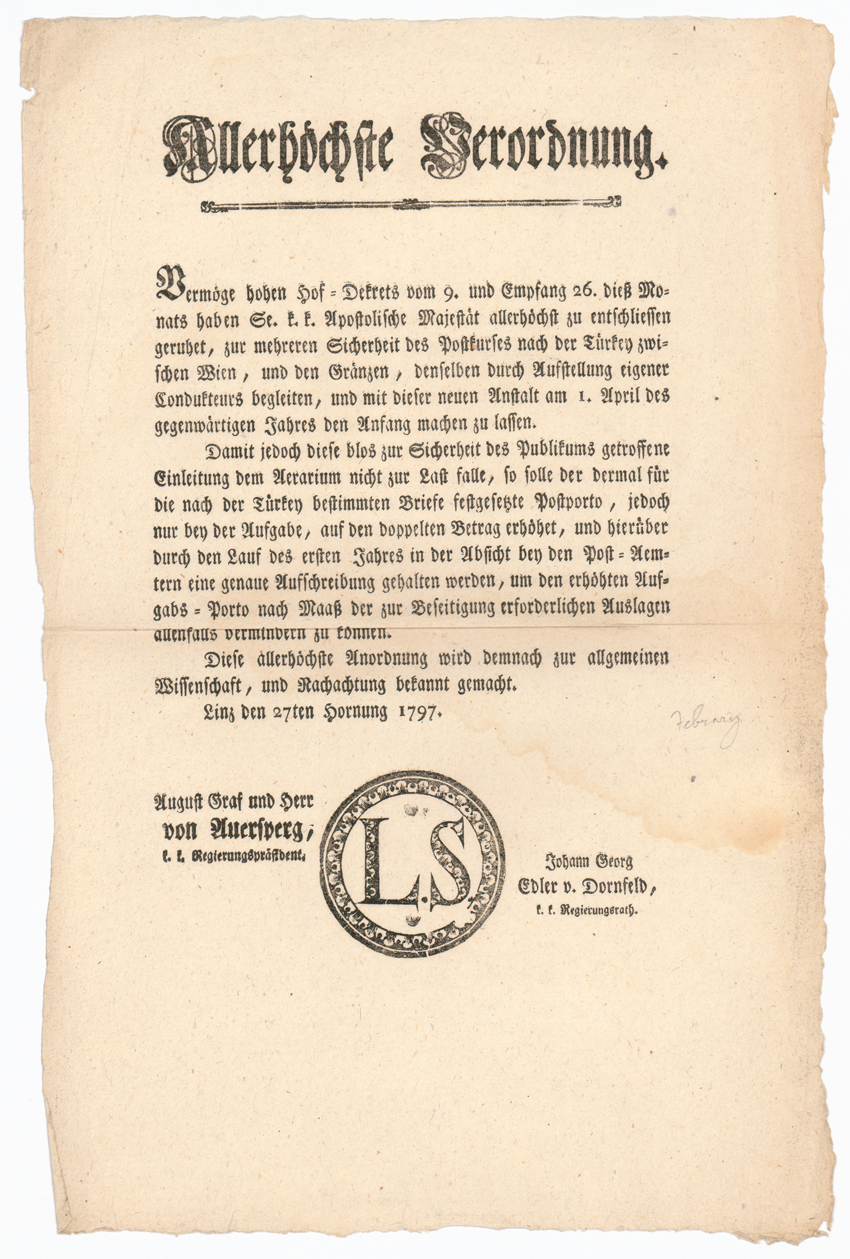 Allerhöchste Verordnung.
Vermöge hohen Hof-Dekrets vom 9. und Empfang 26. dieß Mo-
nats haben Se. k. k. Apostolische Majestät allerhöchst zu entschliessen
geruhet, zur mehreren Sicherheit des Postkurses nach der Türkey zwi-
schen Wien, und den Gränzen, denselben durch Aufstellung eigener
Condukteurs begleiten, und mit dieser neuen Anstalt am 1. April des
gegenwärtigen Jahres den Anfang machen zu lassen.
Damit jedoch diese blos zur Sicherheit des Publikums getroffene
Einleitung dem Aerarium nicht zur Last falle, so solle der dermal für
die nach der Türkey bestimmten Briefe festgesetzte Postporto, jedoch
nur bey der Aufgabe, auf den doppelten Betrag erhöhet, und hierüber
durch den Lauf des ersten Jahres in der Absicht bey den Post-Aem-
tern eine genaue Aufschreibung gehalten werden, um den erhöhten Auf-
gabs-Porto nach Maaß der zur Beseitigung erforderlichen Auslagen
allenfalls vermindern zu können.
Diese allerhöchste Anordnung wird demnach zur allgemeinen
Wissenschaft, und Nachachtung bekannt gemacht.
Linz den 27ten Hornung 1797.
February
August Graf und Herr
von Auersperg,
k. k. Regierungspräsident.
L.S.
Johann Georg
Edler v. Dornfeld,
k. k. Regierungsrath.